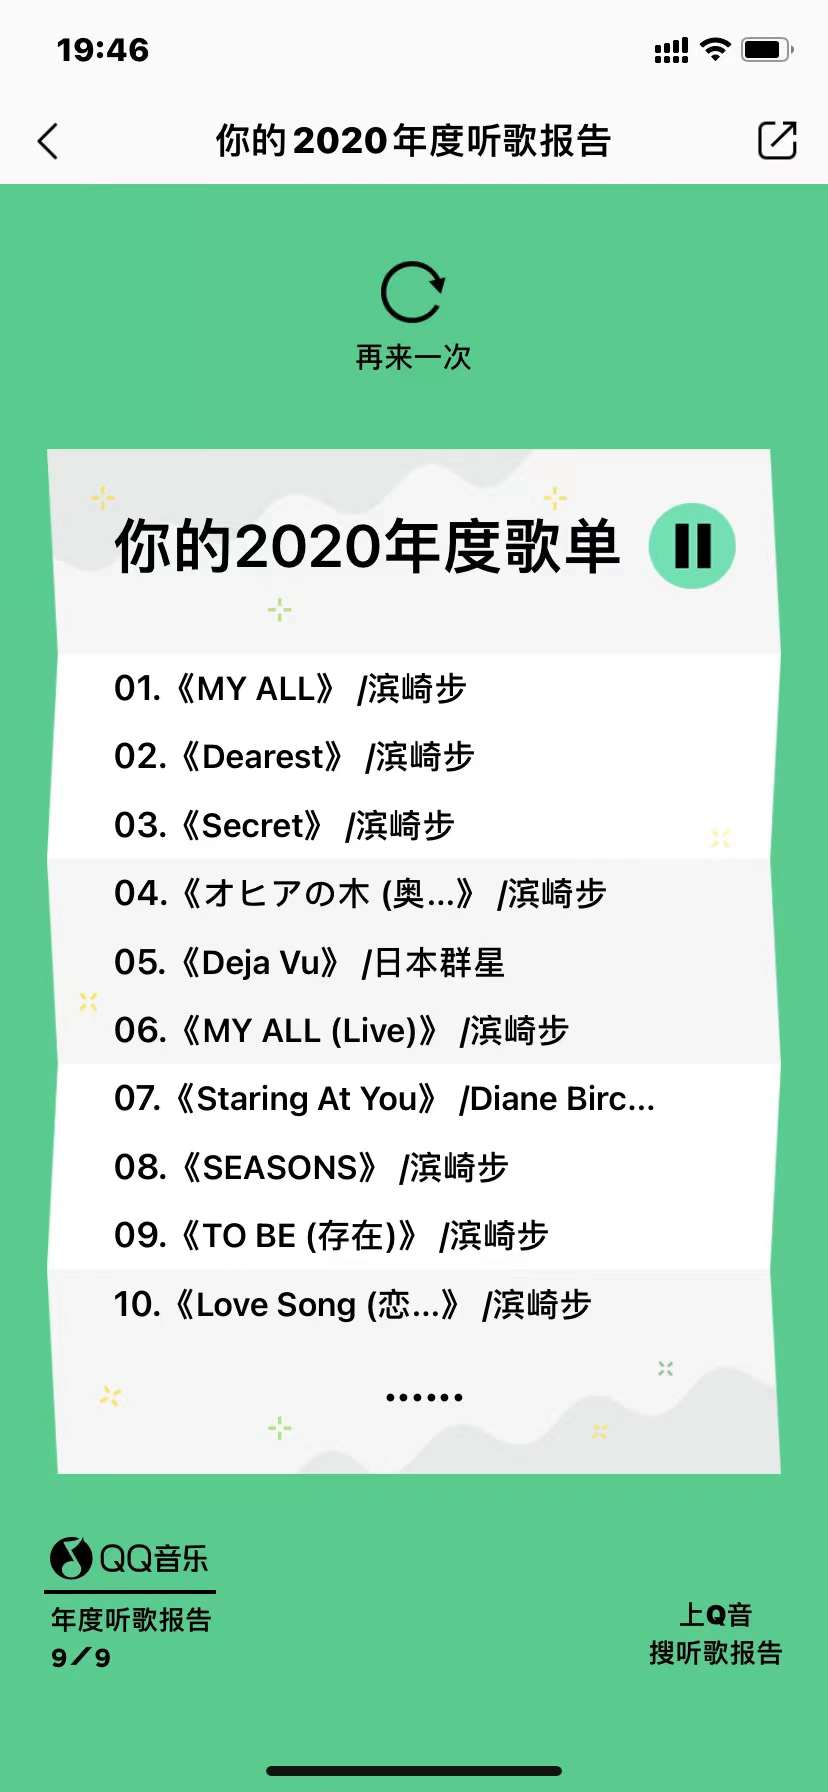 19:46
你的2020年度听歌报告
再来一次
你的2020年度歌单
01.《MY ALL》 /滨崎步
02.《Dearest》 /滨崎步
03.《Secret》 /滨崎步
04.《オヒアの木 (奥...》 /滨崎步
05.《Deja Vu》 /日本群星
06.《MY ALL (Live)》 /滨崎步
07.《Staring At You》 /Diane Birc...
08.《SEASONS》 /滨崎步
09.《TO BE (存在)》 /滨崎步
10.《Love Song (恋...》 /滨崎步
......
QQ音乐
年度听歌报告
9/9
上Q音
搜听歌报告